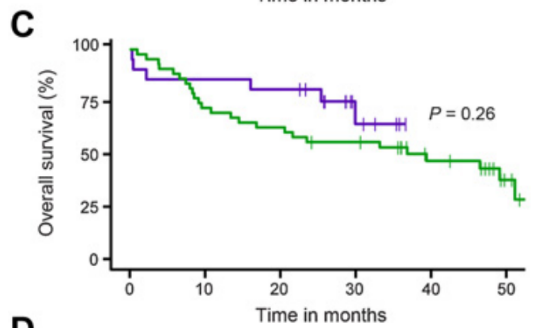 Time in months
C
100
75
50
25
0
Overall survival (%)
P = 0.26
0 10 20 30 40 50
Time in months
D